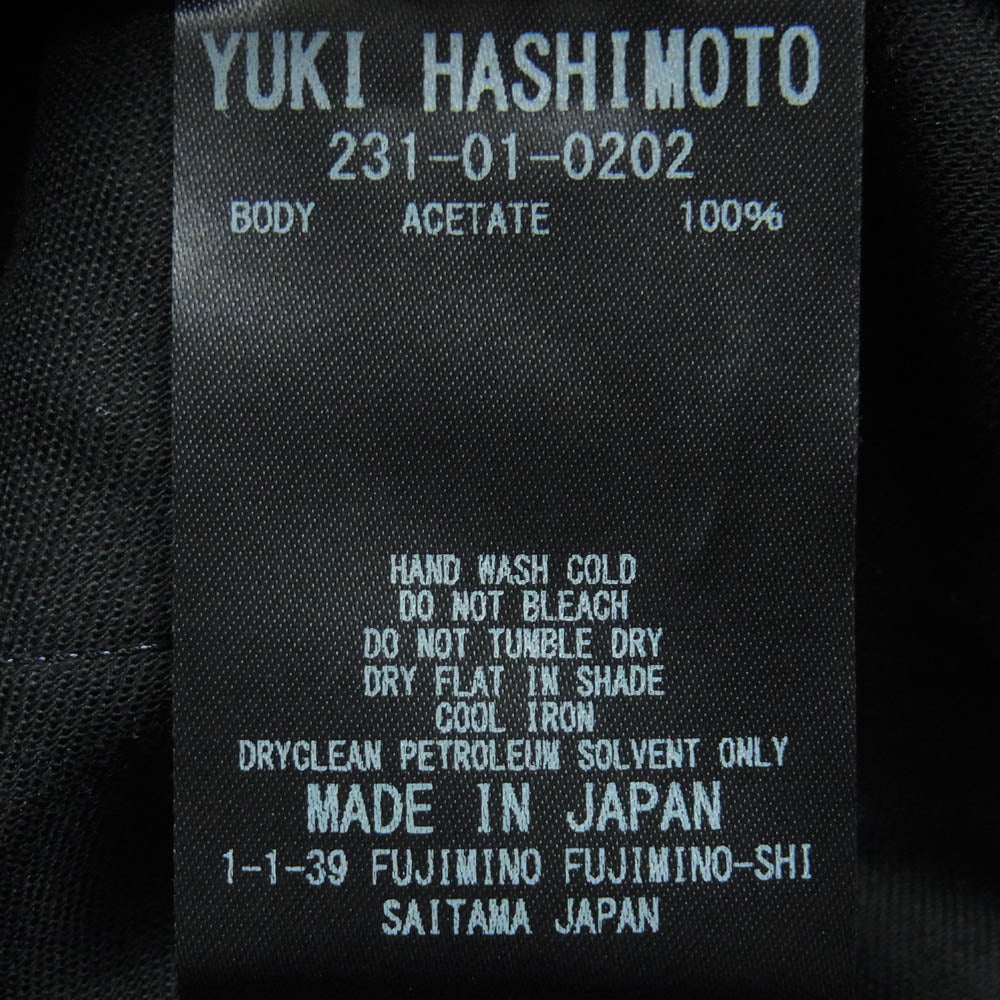 YUKI HASHIMOTO
231-01-0202
BODY ACETATE 100%
HAND WASH COLD
DO NOT BLEACH
DO NOT TUMBLE DRY
DRY FLAT IN SHADE
COOL IRON
DRYCLEAN PETROLEUM SOLVENT ONLY
MADE IN JAPAN
1-1-39 FUJIMINO FUJIMINO-SHI
SAITAMA JAPAN